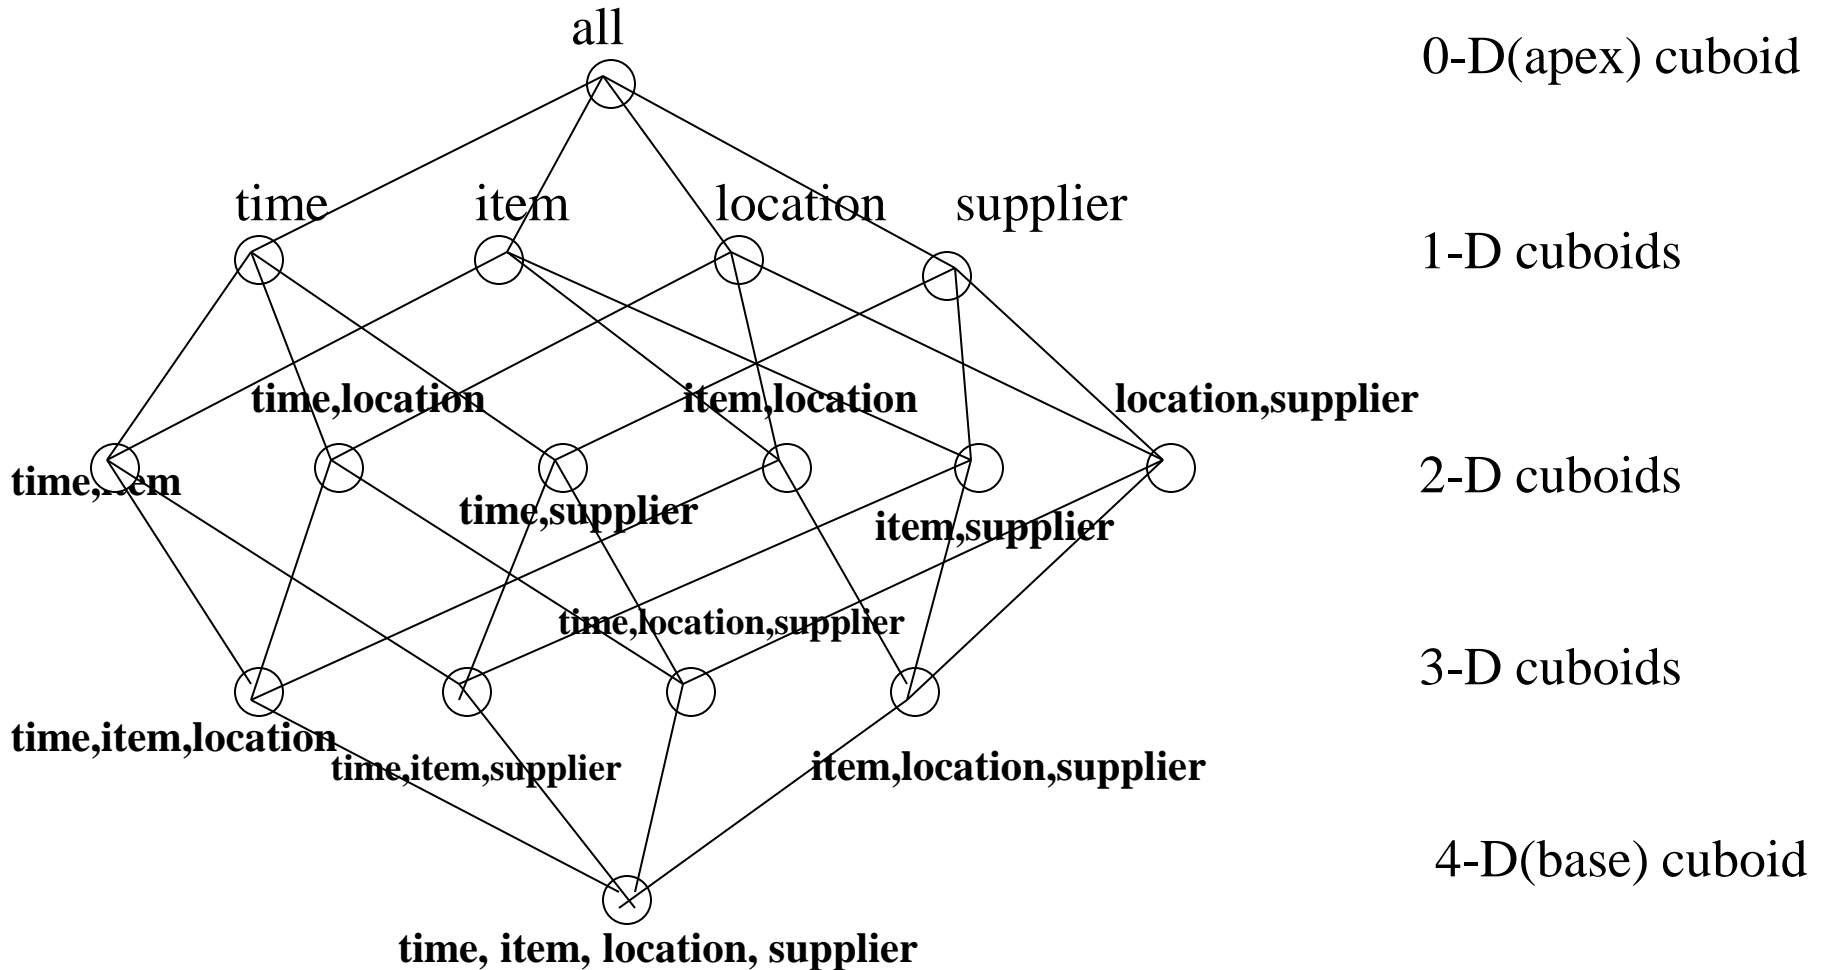 all
0-D(apex) cuboid
time
item
location
supplier
1-D cuboids
time,location
item,location
location,supplier
time,item
time,supplier
item,supplier
2-D cuboids
time,location,supplier
3-D cuboids
time,item,location
time,item,supplier
item,location,supplier
4-D(base) cuboid
time, item, location, supplier